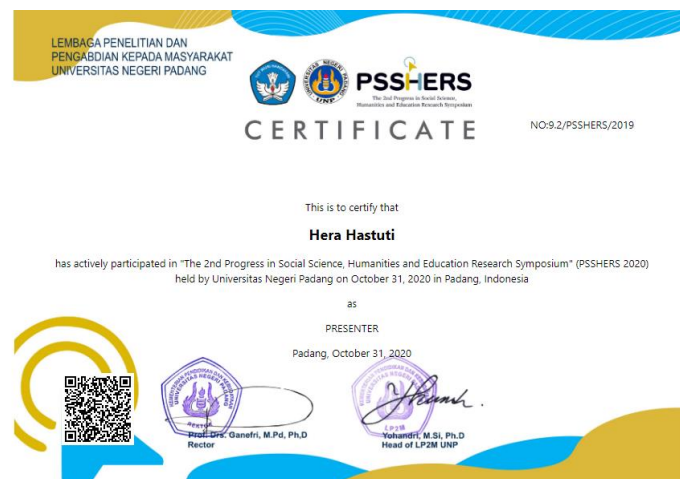 LEMBAGA PENELITIAN DAN
PENGABDIAN KEPADA MASYARAKAT
UNIVERSITAS NEGERI PADANG
UNP
PSSHERS
The 2nd Progress in Social Science,
Humanities and Education Research Symposium
CERTIFICATE
NO:9.2/PSSHERS/2019
This is to certify that
Hera Hastuti
has actively participated in "The 2nd Progress in Social Science, Humanities and Education Research Symposium" (PSSHERS 2020)
held by Universitas Negeri Padang on October 31, 2020 in Padang, Indonesia
as
PRESENTER
Padang, October 31, 2020
REKTOR
Prof. Drs. Ganefri, M.Pd, Ph,D
Rector
LP2M
Yohandri, M.Si, Ph.D
Head of LP2M UNP